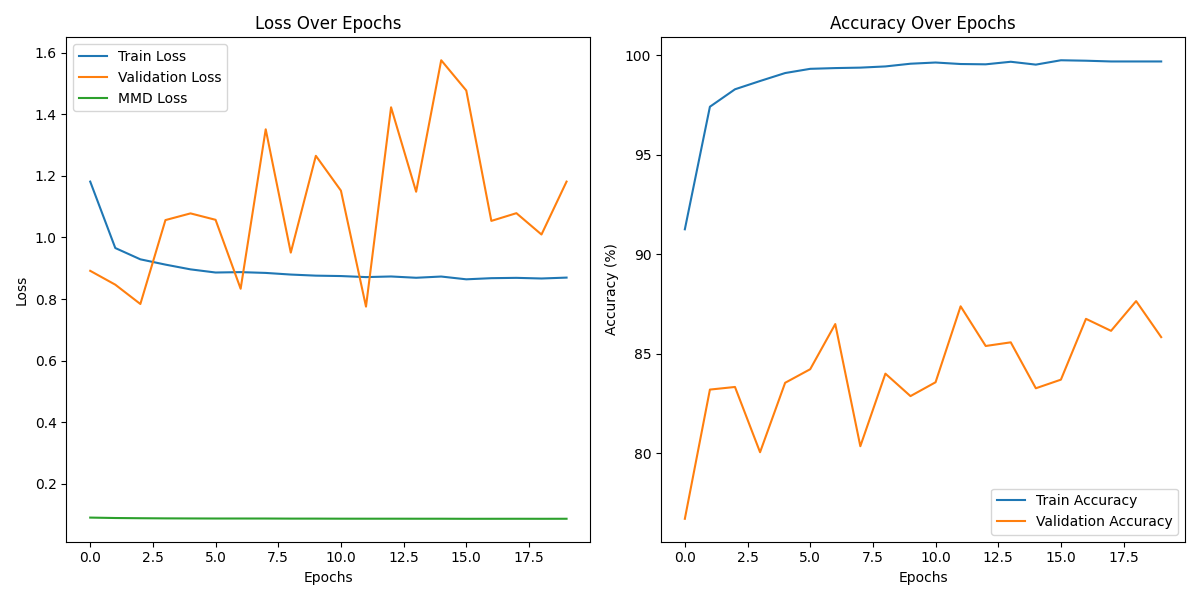 Loss Over Epochs
Train Loss
Validation Loss
MMD Loss
1.6
1.4
1.2
1.0
0.8
0.6
0.4
0.2
Loss
0.0 2.5 5.0 7.5 10.0 12.5 15.0 17.5
Epochs
Accuracy Over Epochs
100
95
90
85
80
Accuracy (%)
Train Accuracy
Validation Accuracy
0.0 2.5 5.0 7.5 10.0 12.5 15.0 17.5
Epochs